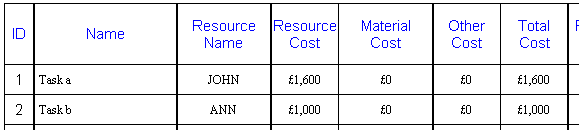 ID Name Resource Name Resource Cost Material Cost Other Cost Total Cost
1 Task a JOHN £1,600 £0 £0 £1,600
2 Task b ANN £1,000 £0 £0 £1,000